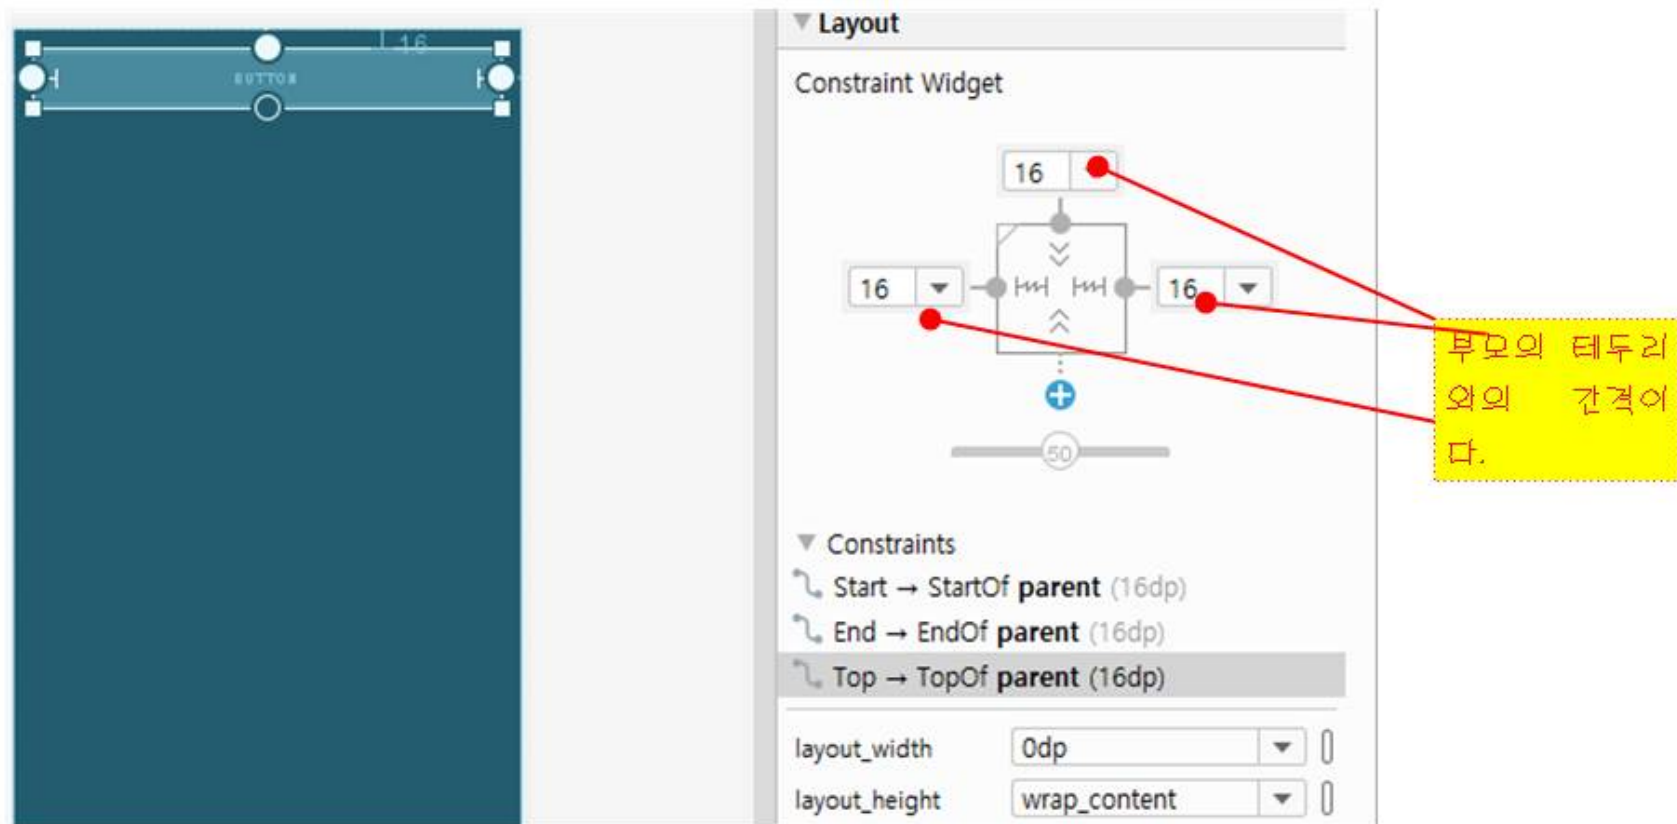 16
BUTTON
Layout
Constraint Widget
16
16
16
50
부모의 테두리
와의 간격이
다.
Constraints
Start → StartOf parent (16dp)
End → EndOf parent (16dp)
Top → TopOf parent (16dp)
layout_width 0dp
layout_height wrap_content